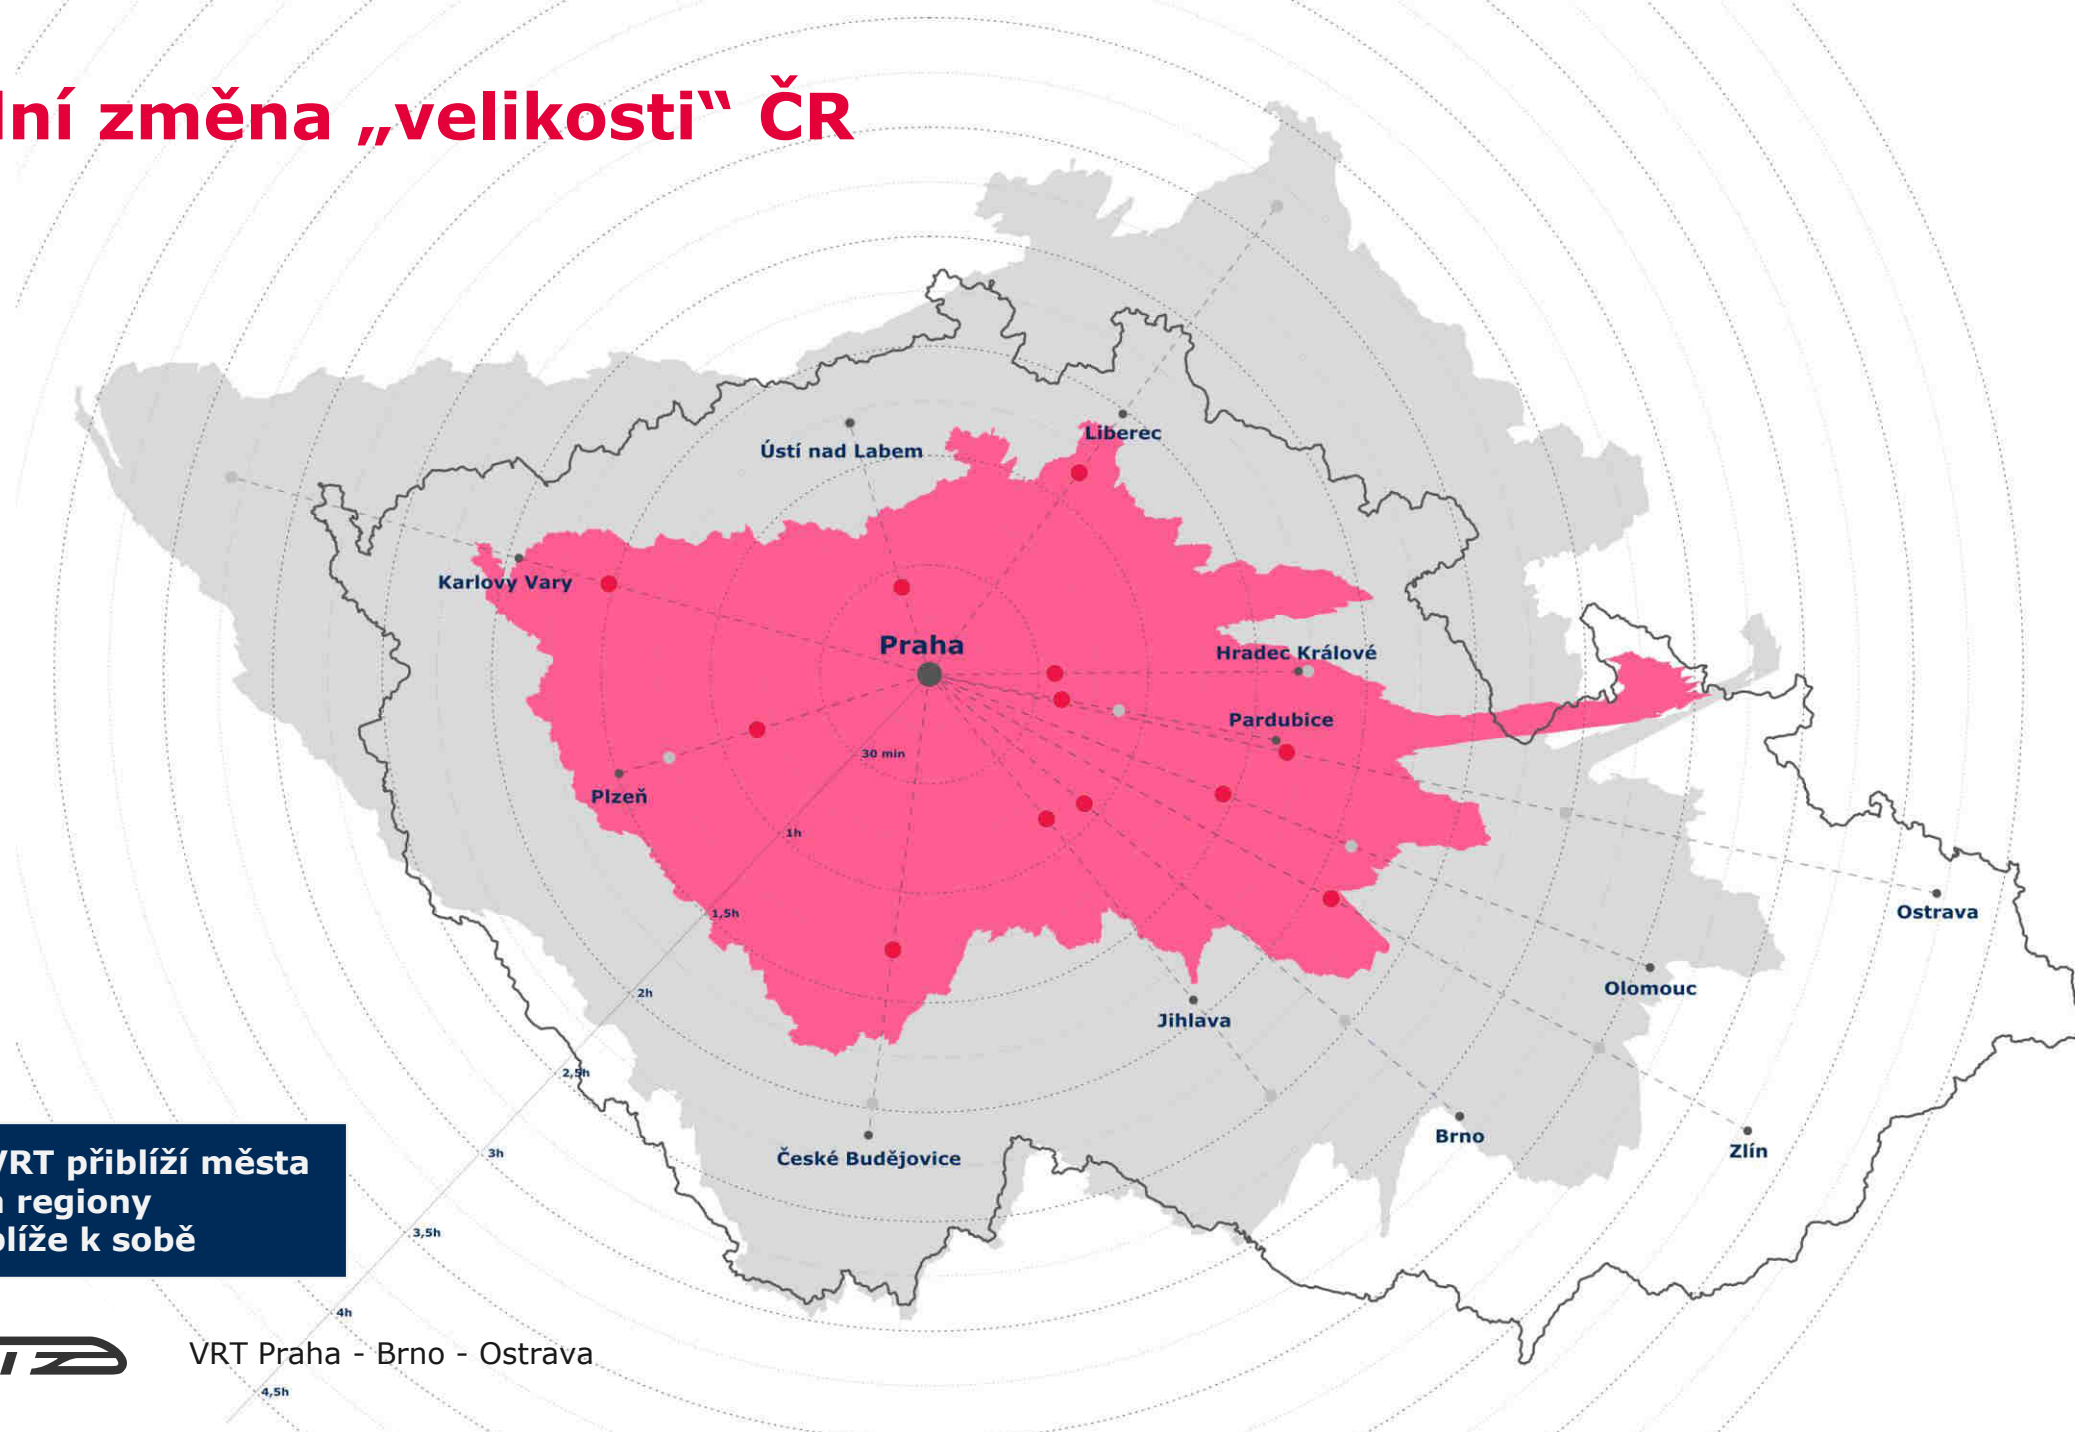 lní změna „velikosti“ ČR
Liberec
Ústí nad Labem
Karlovy Vary
Praha
Hradec Králové
Pardubice
30 min
Plzeň
1h
Ostrava
1,5h
Olomouc
2h
Jihlava
2,5h
Brno
Zlín
České Budějovice
3h
VRT přiblíží města
a regiony
blíže k sobě
3,5h
4h
VRT Praha - Brno - Ostrava
4,5h